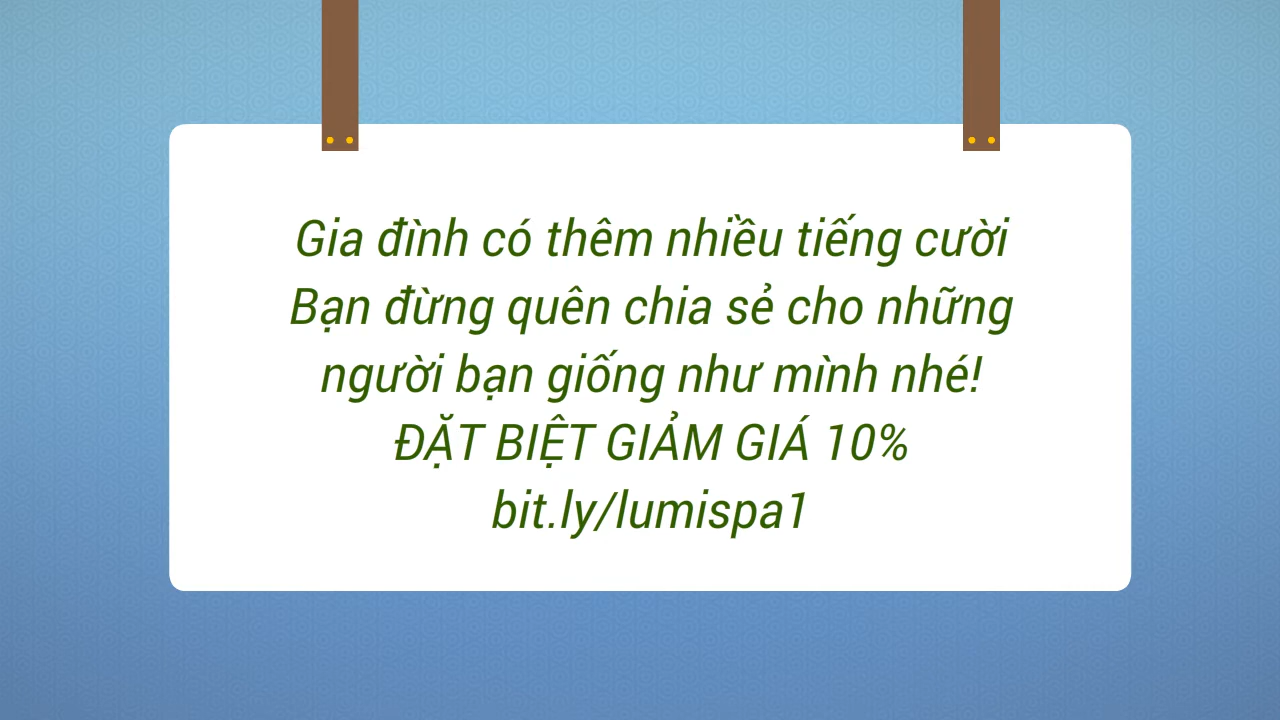 Gia đình có thêm nhiều tiếng cười
Bạn đừng quên chia sẻ cho những
người bạn giống như mình nhé!
ĐẶT BIỆT GIẢM GIÁ 10%
bit.ly/lumispa1